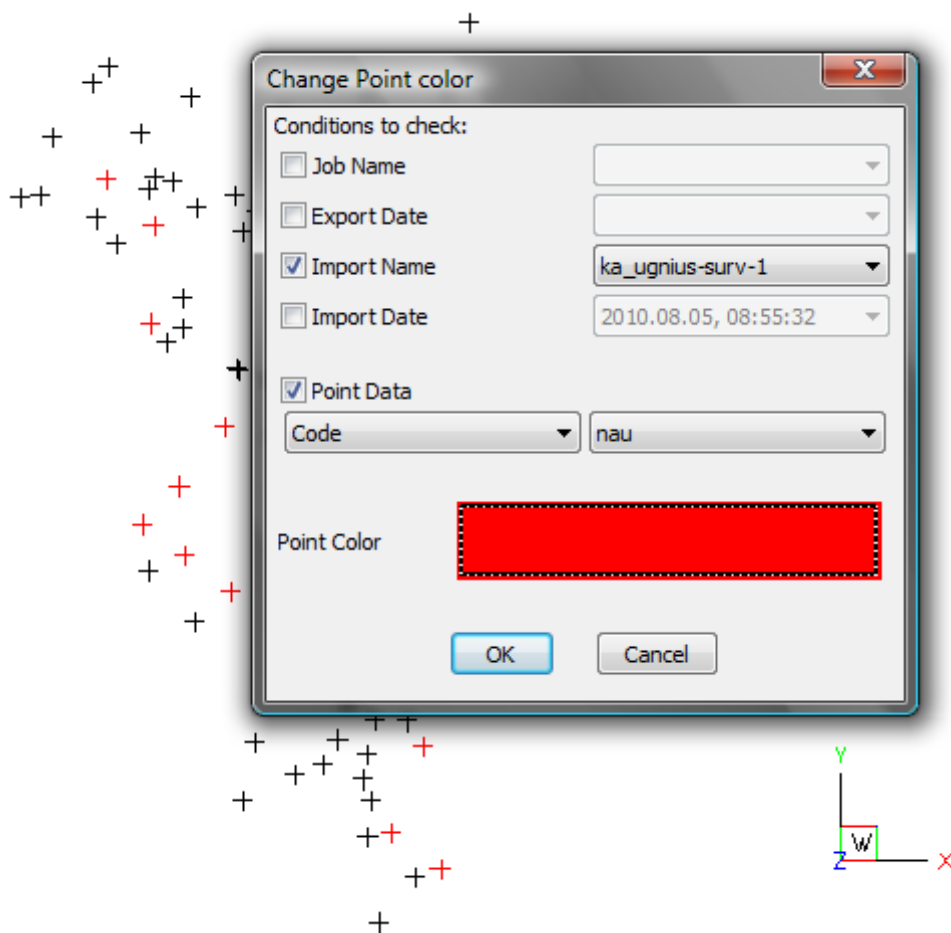 Change Point color
Conditions to check:
Job Name
Export Date
Import Name ka_ugnius-surv-1
Import Date 2010.08.05, 08:55:32
Point Data
Code nau
Point Color
OK Cancel
Y
W
Z X